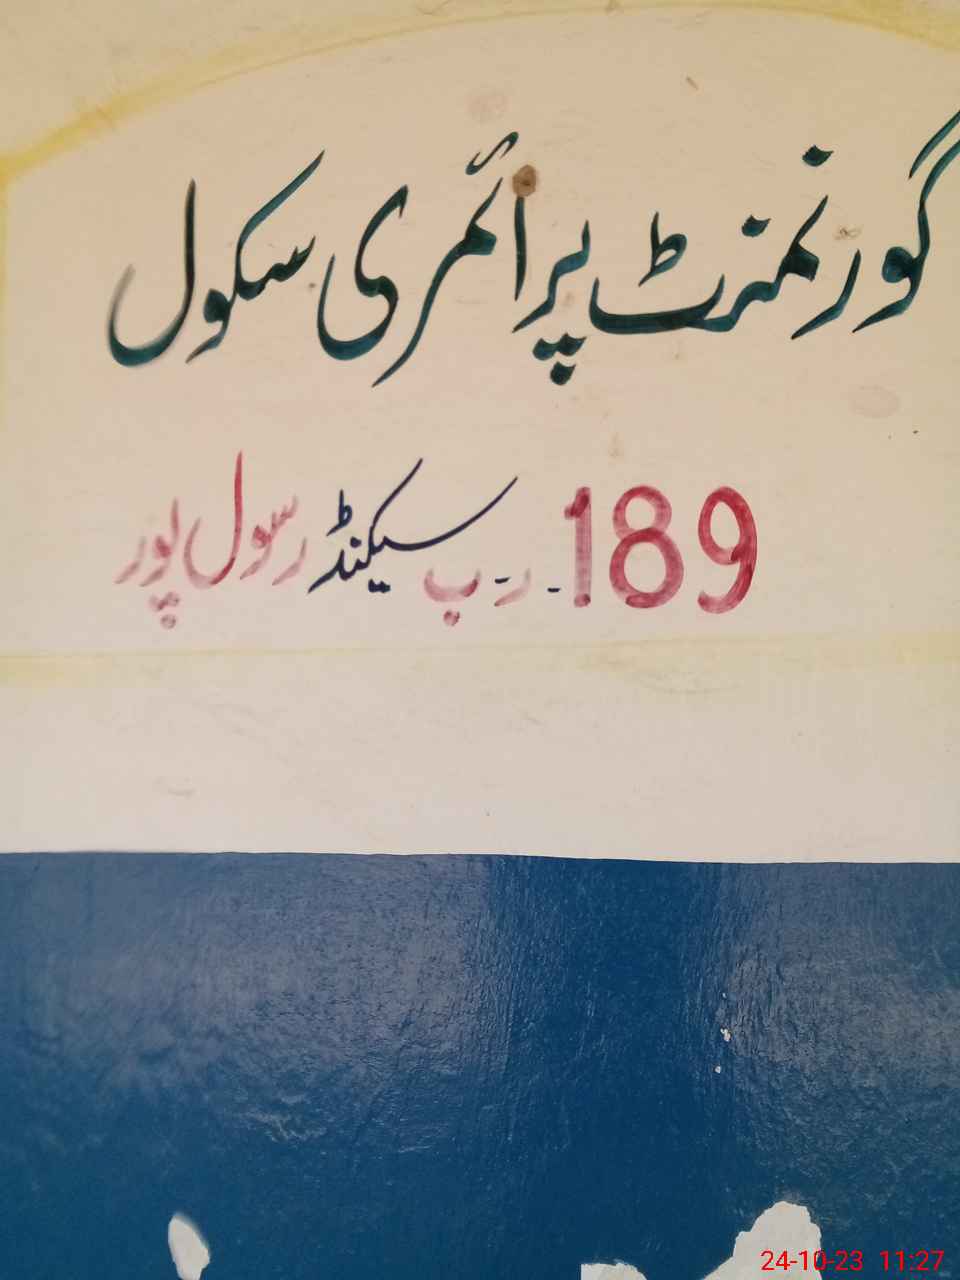 گورنمنٹ پرائمری سکول
189۔ر۔ب سیکنڈ رسول پور
24-10-23 11:27